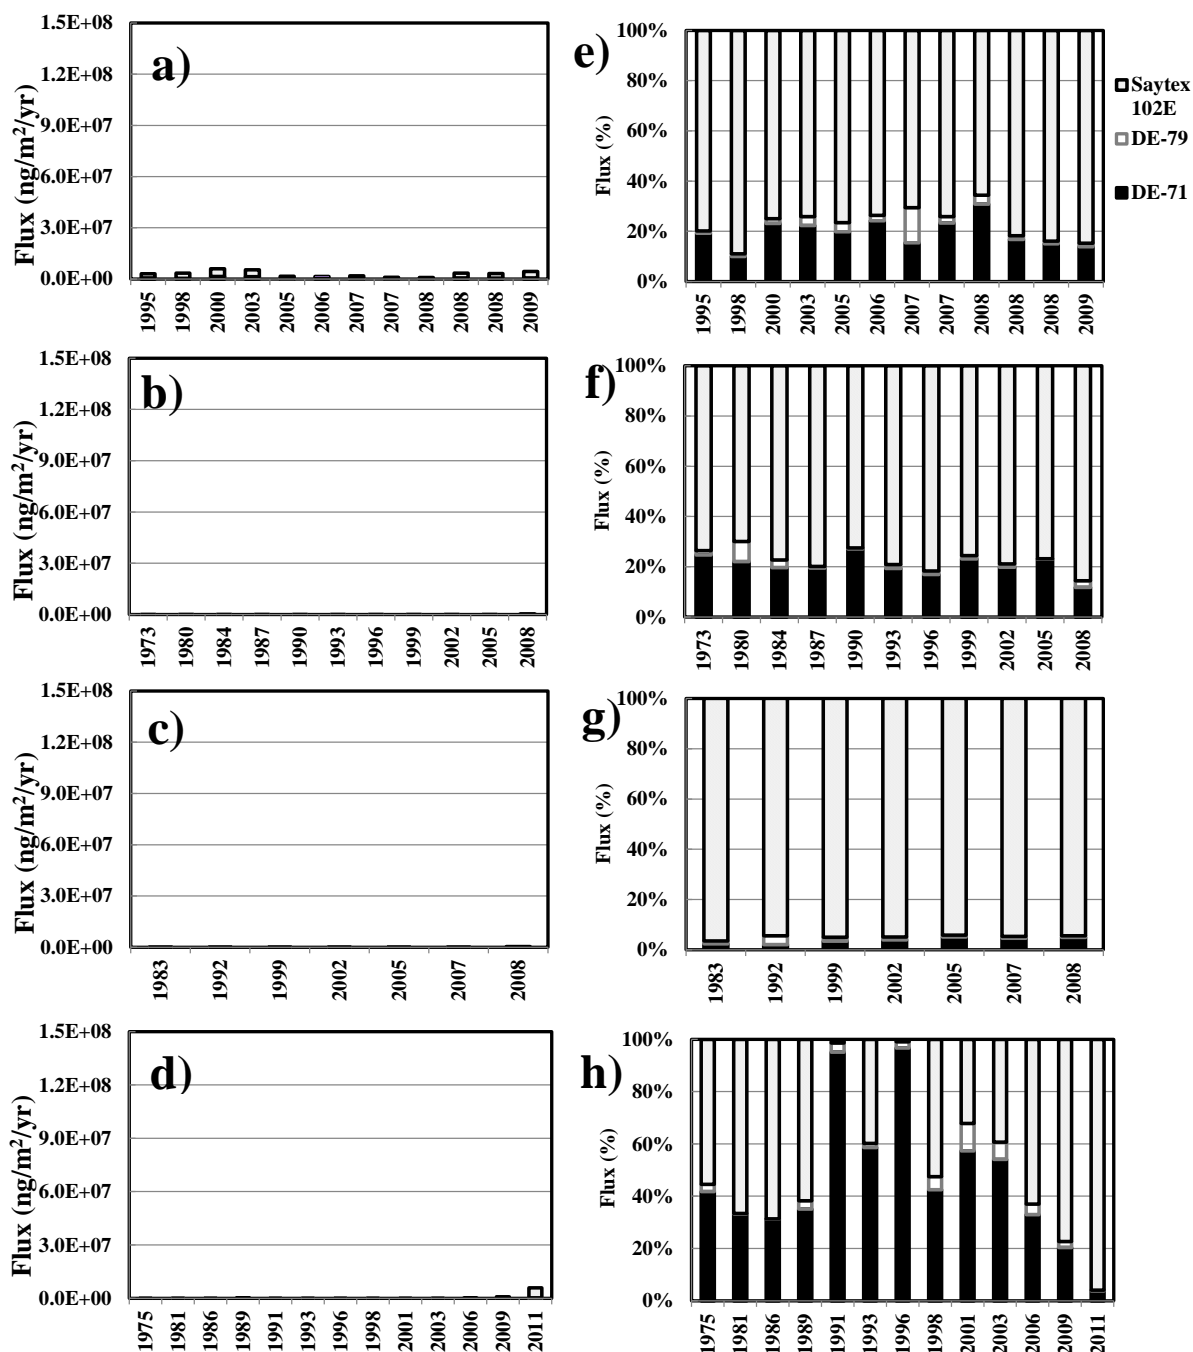 a)
Flux (ng/m²/yr)
1.5E+08
1.2E+08
9.0E+07
6.0E+07
3.0E+07
0.0E+00
1995 1998 2000 2003 2005 2006 2007 2007 2008 2008 2008 2009
e)
Flux (%)
100%
80%
60%
40%
20%
0%
1995 1998 2000 2003 2005 2006 2007 2007 2008 2008 2008 2009
Saytex
102E
DE-79
DE-71
b)
Flux (ng/m²/yr)
1.5E+08
1.2E+08
9.0E+07
6.0E+07
3.0E+07
0.0E+00
1973 1980 1984 1987 1990 1993 1996 1999 2002 2005 2008
f)
Flux (%)
100%
80%
60%
40%
20%
0%
1973 1980 1984 1987 1990 1993 1996 1999 2002 2005 2008
c)
Flux (ng/m²/yr)
1.5E+08
1.2E+08
9.0E+07
6.0E+07
3.0E+07
0.0E+00
1983 1992 1999 2002 2005 2007 2008
g)
Flux (%)
100%
80%
60%
40%
20%
0%
1983 1992 1999 2002 2005 2007 2008
d)
Flux (ng/m²/yr)
1.5E+08
1.2E+08
9.0E+07
6.0E+07
3.0E+07
0.0E+00
1975 1981 1986 1989 1991 1993 1996 1998 2001 2003 2006 2009 2011
h)
Flux (%)
100%
80%
60%
40%
20%
0%
1975 1981 1986 1989 1991 1993 1996 1998 2001 2003 2006 2009 2011